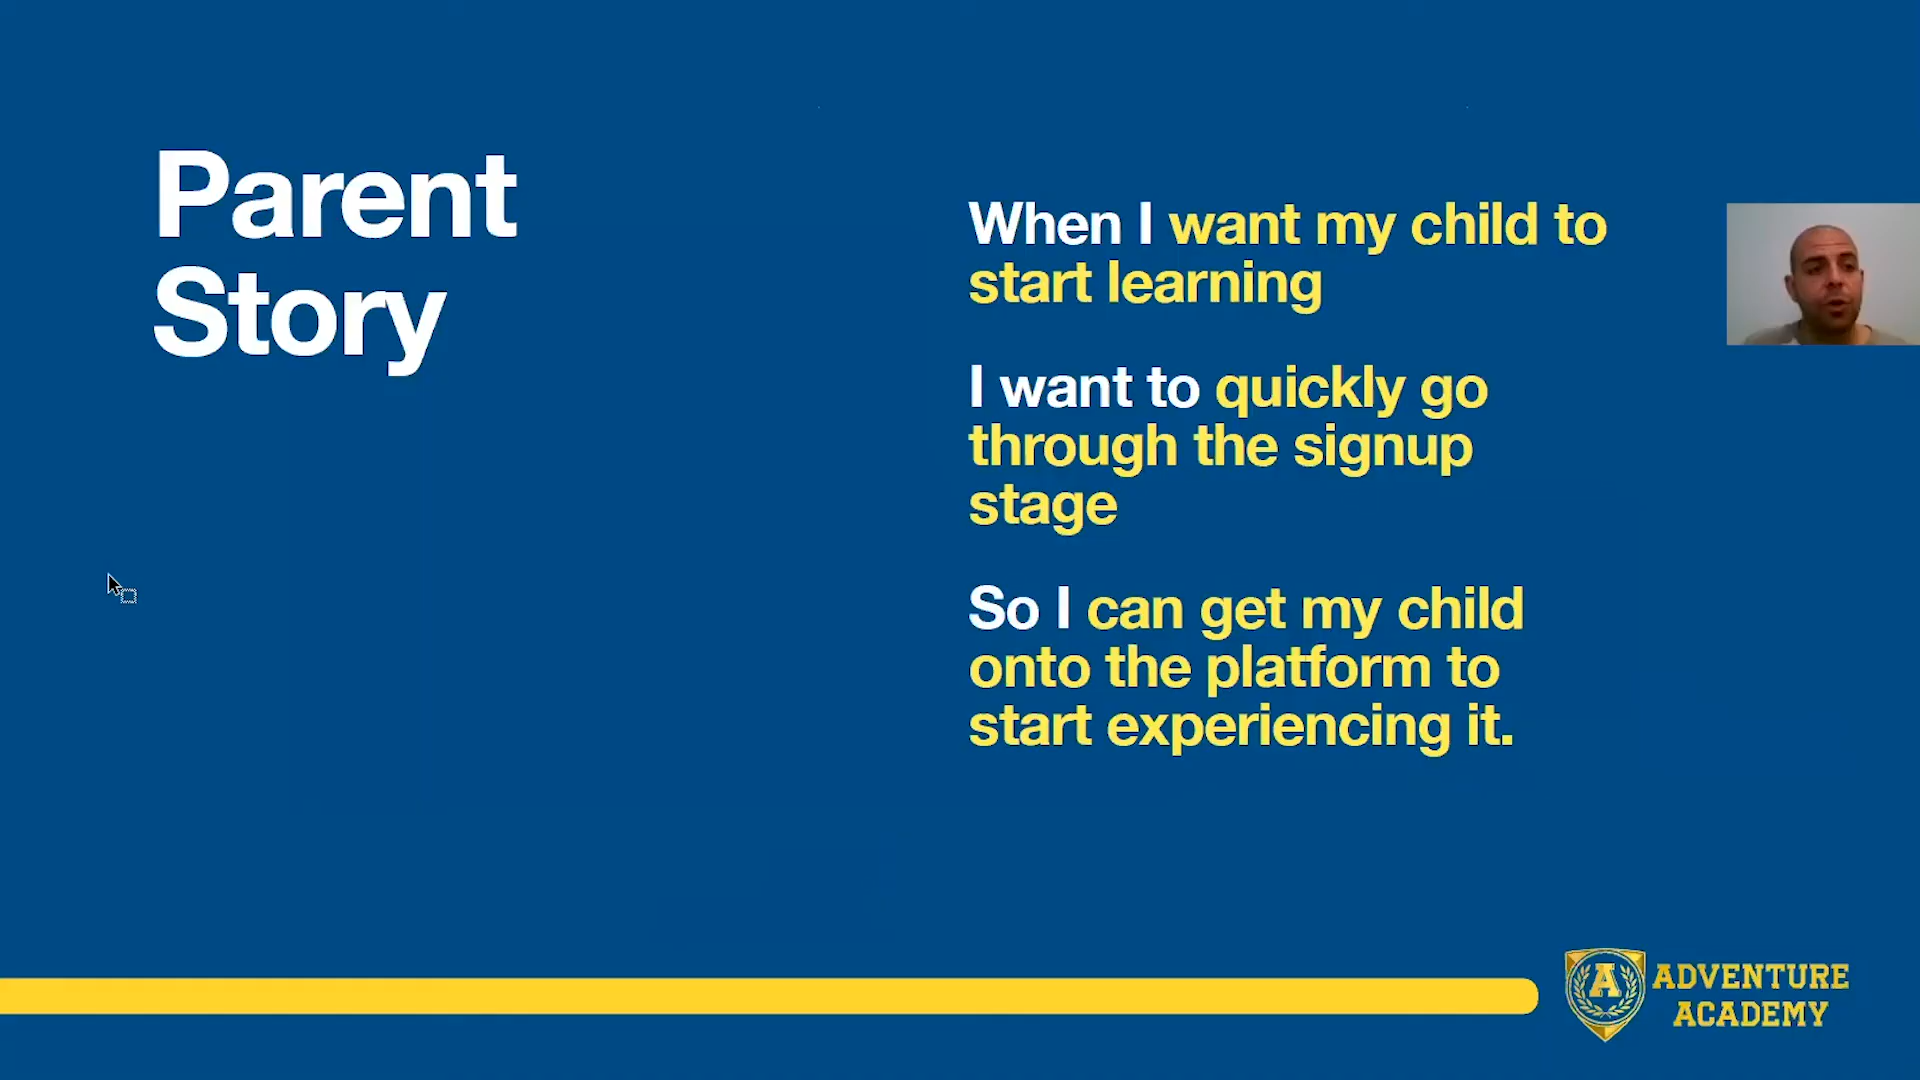 Parent
Story
When I want my child to
start learning
I want to quickly go
through the signup
stage
So I can get my child
onto the platform to
start experiencing it.
A
ADVENTURE
ACADEMY